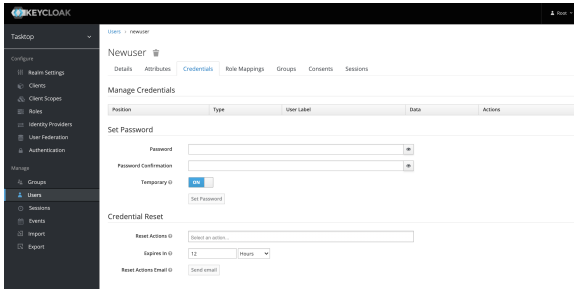 KEYCLOAK
Root
Tasktop
Users > newuser
Newuser
Configure
Realm Settings
Clients
Client Scopes
Roles
Identity Providers
User Federation
Authentication
Manage
Groups
Users
Sessions
Events
Import
Export
Details Attributes Credentials Role Mappings Groups Consents Sessions
Manage Credentials
Position Type User Label Data Actions
Set Password
Password
Password Confirmation
Temporary ON
Set Password
Credential Reset
Reset Actions Select an action...
Expires In 12 Hours
Reset Actions Email Send email